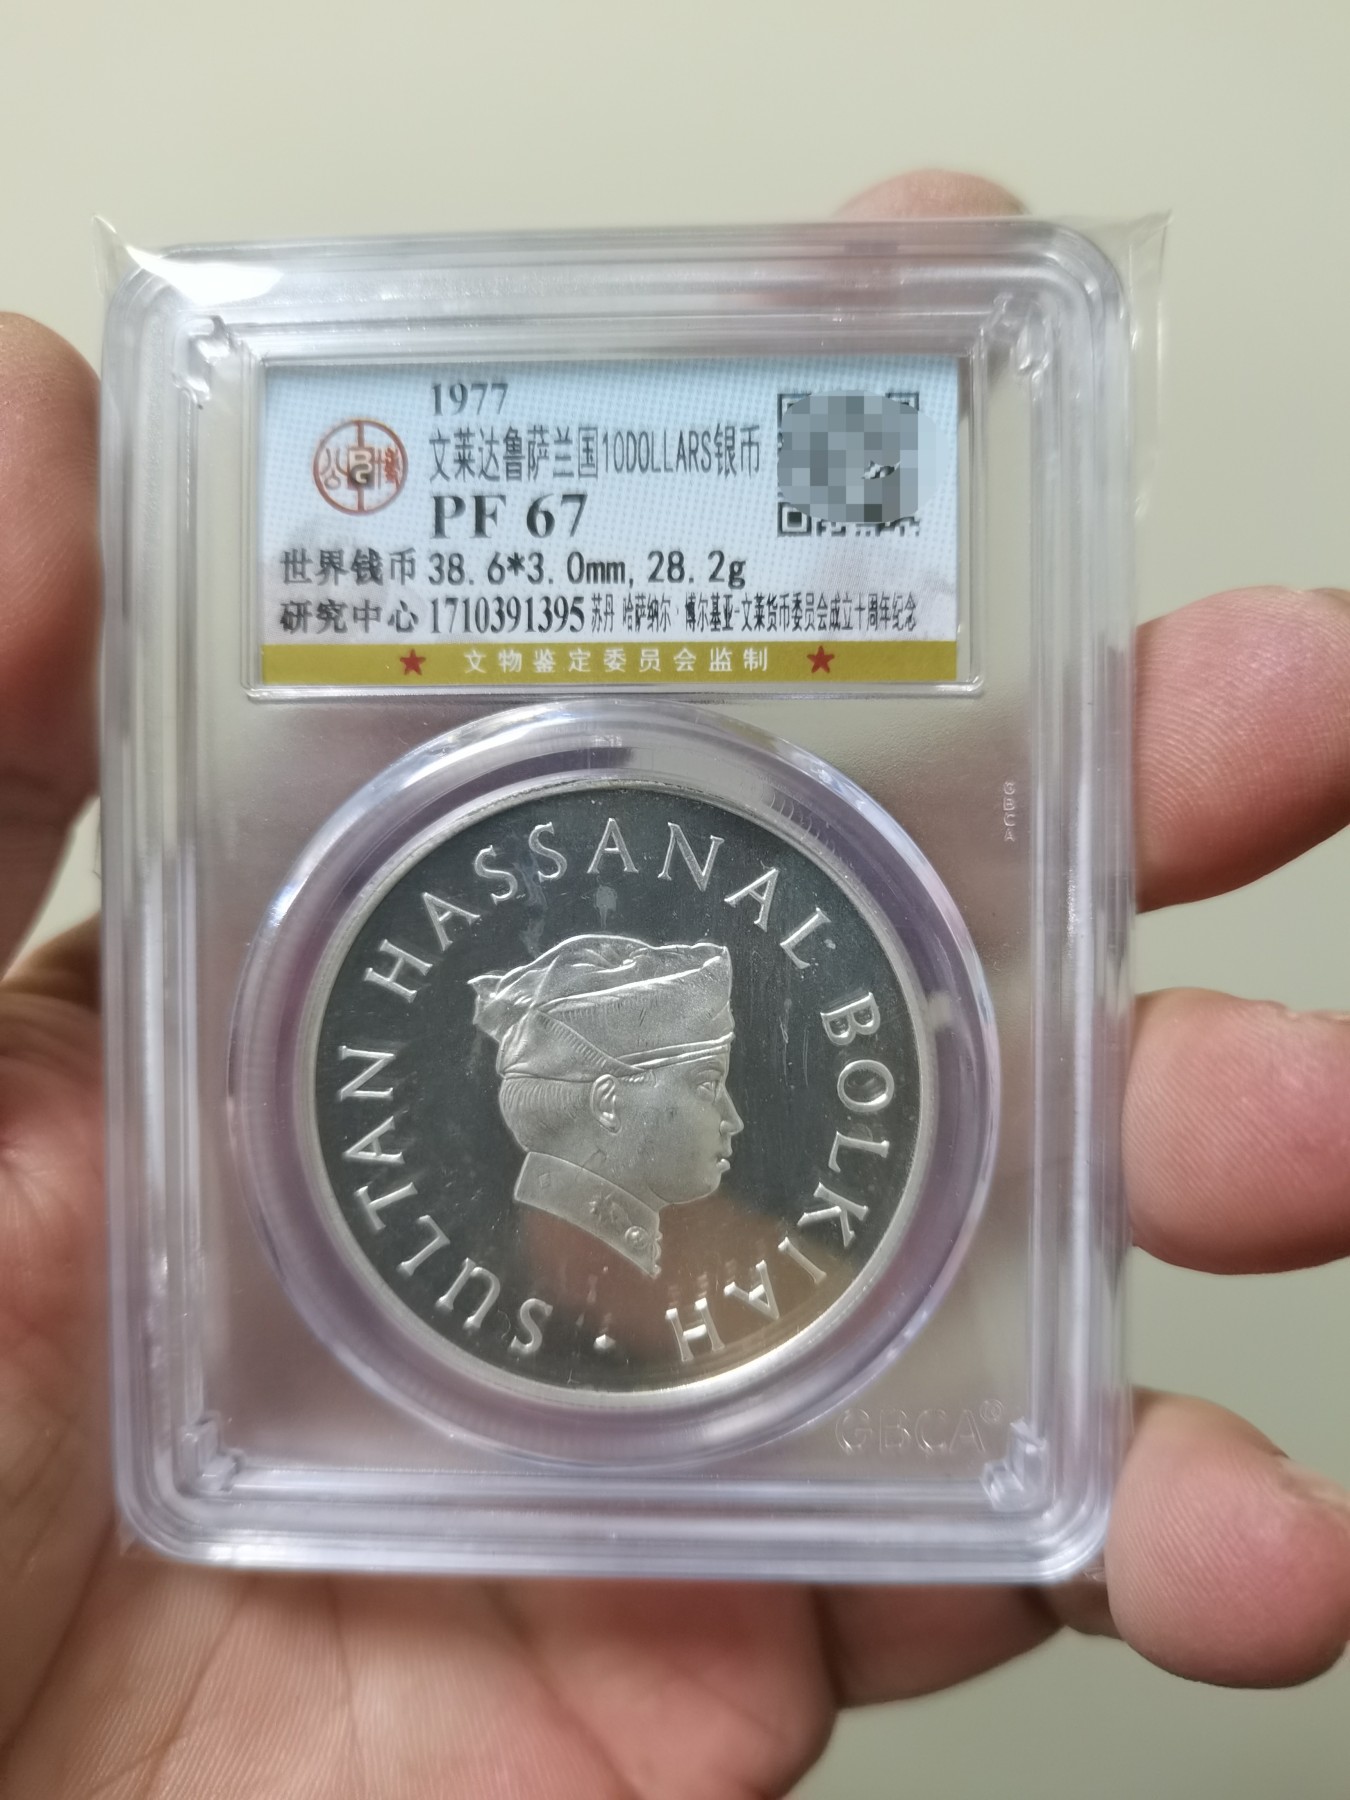 1977
文莱达鲁萨兰国10DOLLARS银币
PF 67
世界钱币 38.6*3.0mm,28.2g
研究中心 1710391395 苏丹 哈萨纳尔·博尔基亚-文莱货币委员会成立十周年纪念
★ 文物鉴定委员会监制 ★
公 BG 博
GBCA
SULTAN HASSANAL BOLKIAH ·
GBCA®